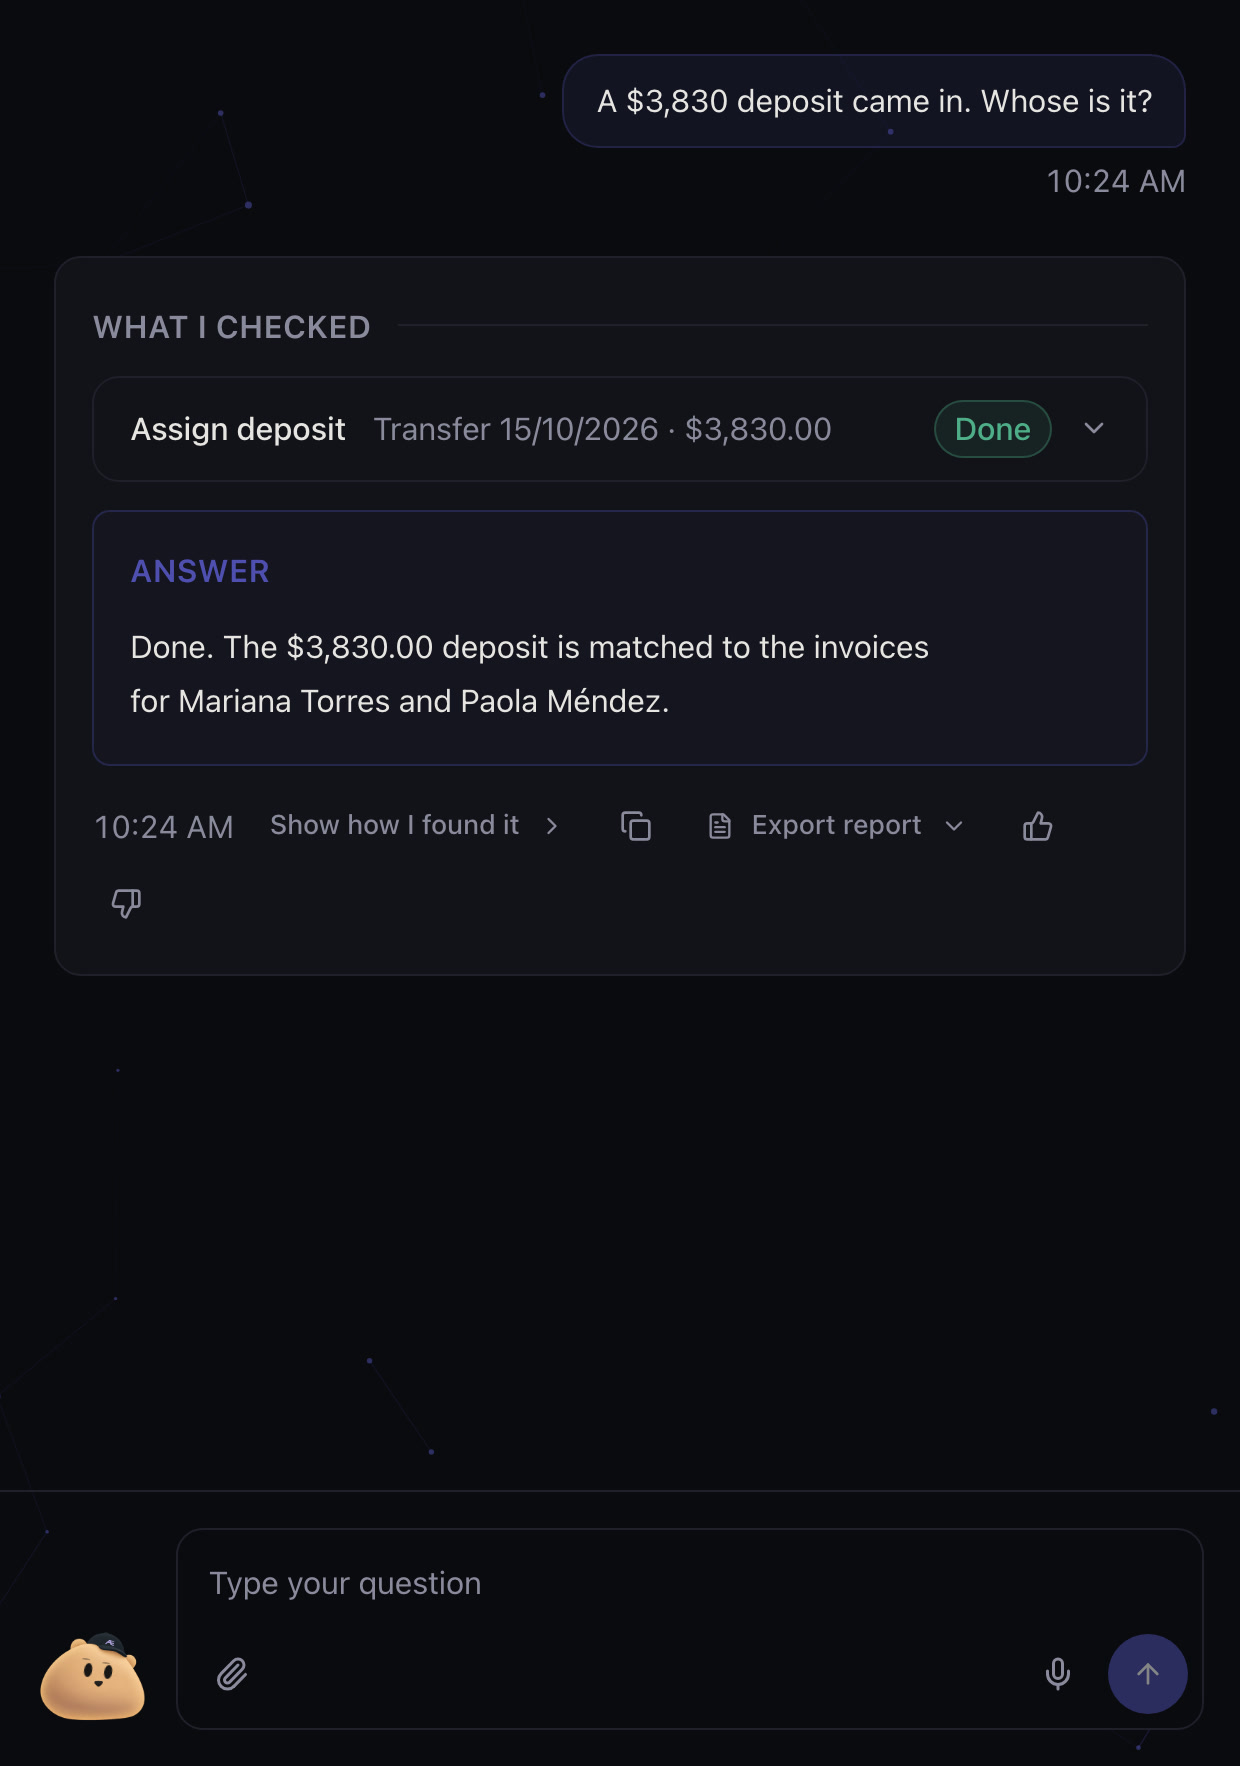 A $3,830 deposit came in. Whose is it?
10:24 AM
WHAT I CHECKED
Assign deposit Transfer 15/10/2026 · $3,830.00 Done
ANSWER
Done. The $3,830.00 deposit is matched to the invoices
for Mariana Torres and Paola Méndez.
10:24 AM Show how I found it Export report
Type your question